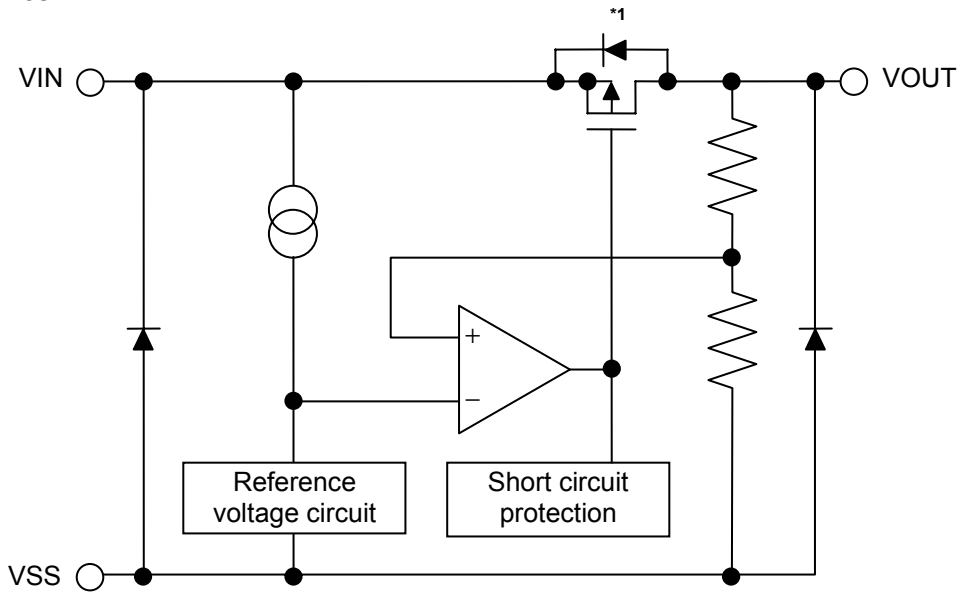 *1
VIN
VOUT
+
−
Reference
voltage circuit
Short circuit
protection
VSS